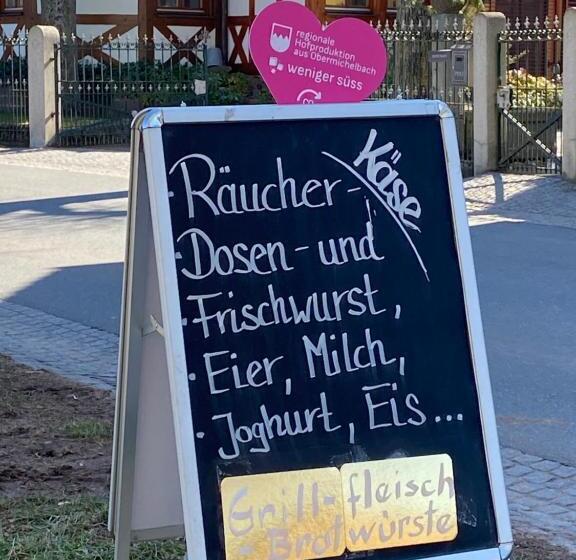 regionale
Hofproduktion
aus Obermichelbach
weniger süss
Käse
- Räucher-
- Dosen - und
- Frischwurst,
- Eier, Milch,
- Joghurt, Eis...
Grill-fleisch
- Bratwürste